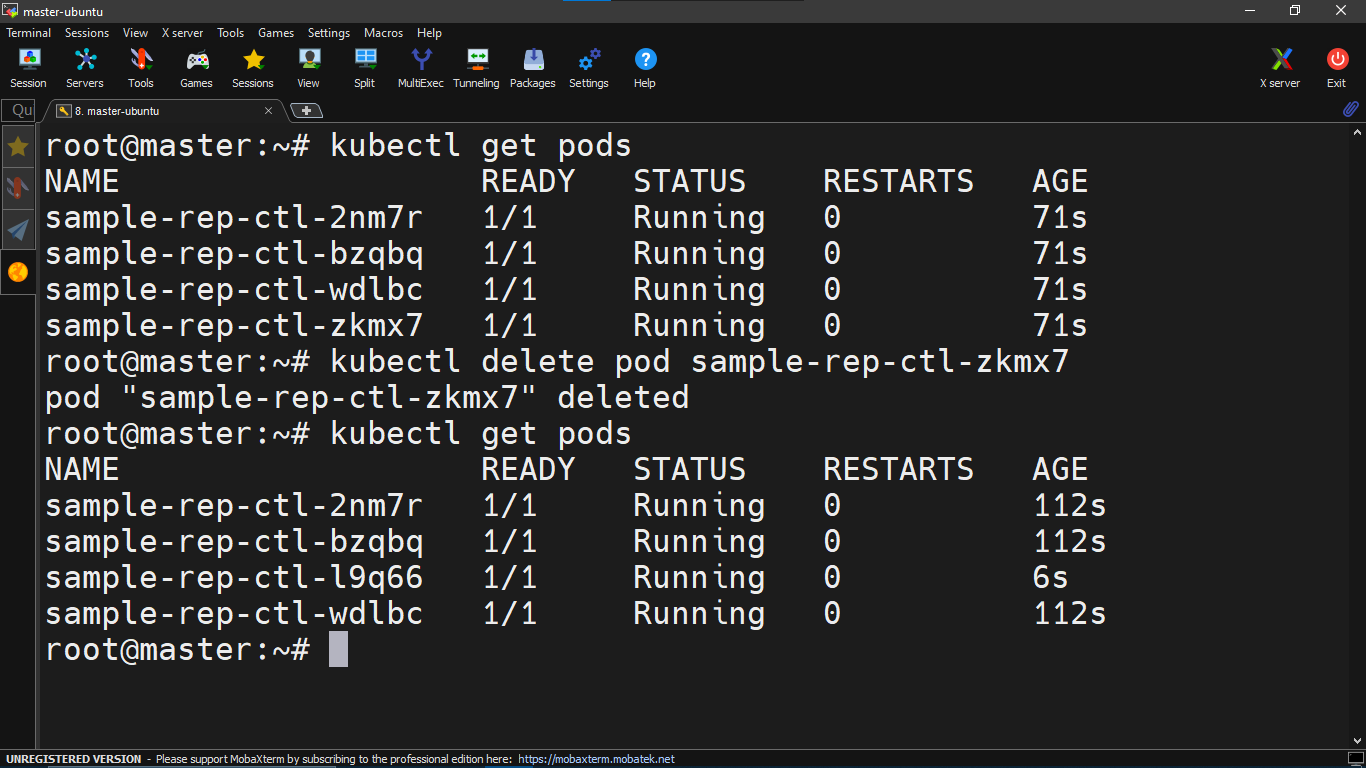 master-ubuntu
Terminal Sessions View X server Tools Games Settings Macros Help
Session Servers Tools Games Sessions View Split MultiExec Tunneling Packages Settings Help X server Exit
Qu 8. master-ubuntu
root@master:~# kubectl get pods
NAME READY STATUS RESTARTS AGE
sample-rep-ctl-2nm7r 1/1 Running 0 71s
sample-rep-ctl-bzqbq 1/1 Running 0 71s
sample-rep-ctl-wdlbc 1/1 Running 0 71s
sample-rep-ctl-zkmx7 1/1 Running 0 71s
root@master:~# kubectl delete pod sample-rep-ctl-zkmx7
pod "sample-rep-ctl-zkmx7" deleted
root@master:~# kubectl get pods
NAME READY STATUS RESTARTS AGE
sample-rep-ctl-2nm7r 1/1 Running 0 112s
sample-rep-ctl-bzqbq 1/1 Running 0 112s
sample-rep-ctl-l9q66 1/1 Running 0 6s
sample-rep-ctl-wdlbc 1/1 Running 0 112s
root@master:~#
UNREGISTERED VERSION - Please support MobaXterm by subscribing to the professional edition here: https://mobaxterm.mobatek.net